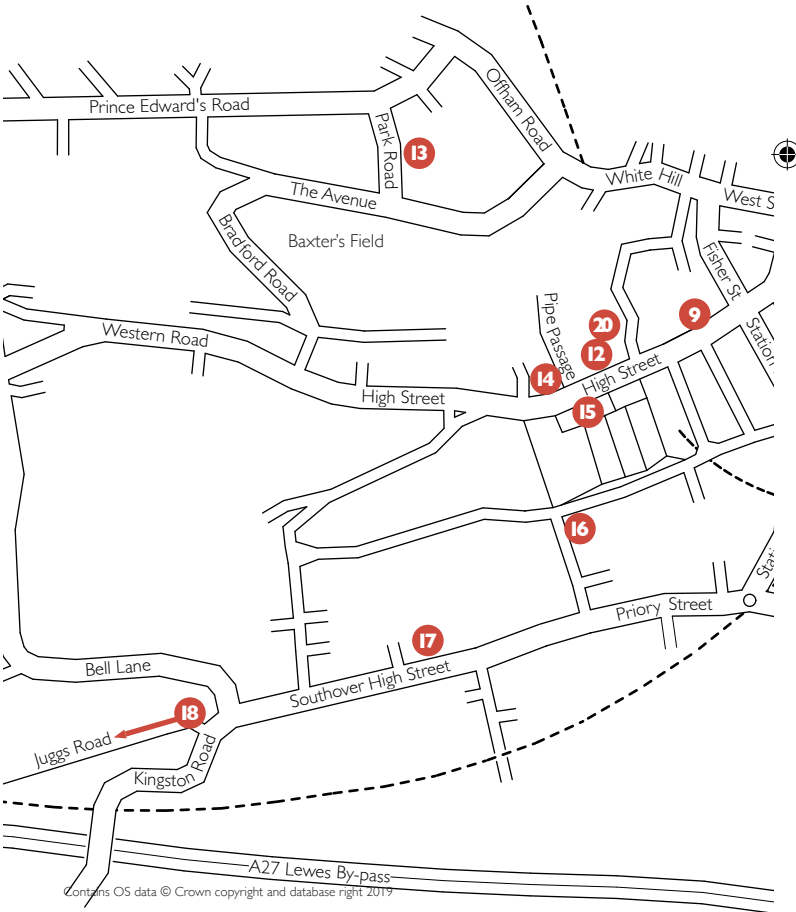 Offham Road
Prince Edward's Road
Park Road
13
White Hill
The Avenue
West S
Bradford Road
Baxter's Field
Fisher St
Pipe Passage
9
20
Station
Western Road
12
14
High Street
High Street
15
16
Stati
Priory Street
17
Bell Lane
Southover High Street
18
Juggs Road
Kingston Road
A27 Lewes By-pass
Contains OS data © Crown copyright and database right 2019